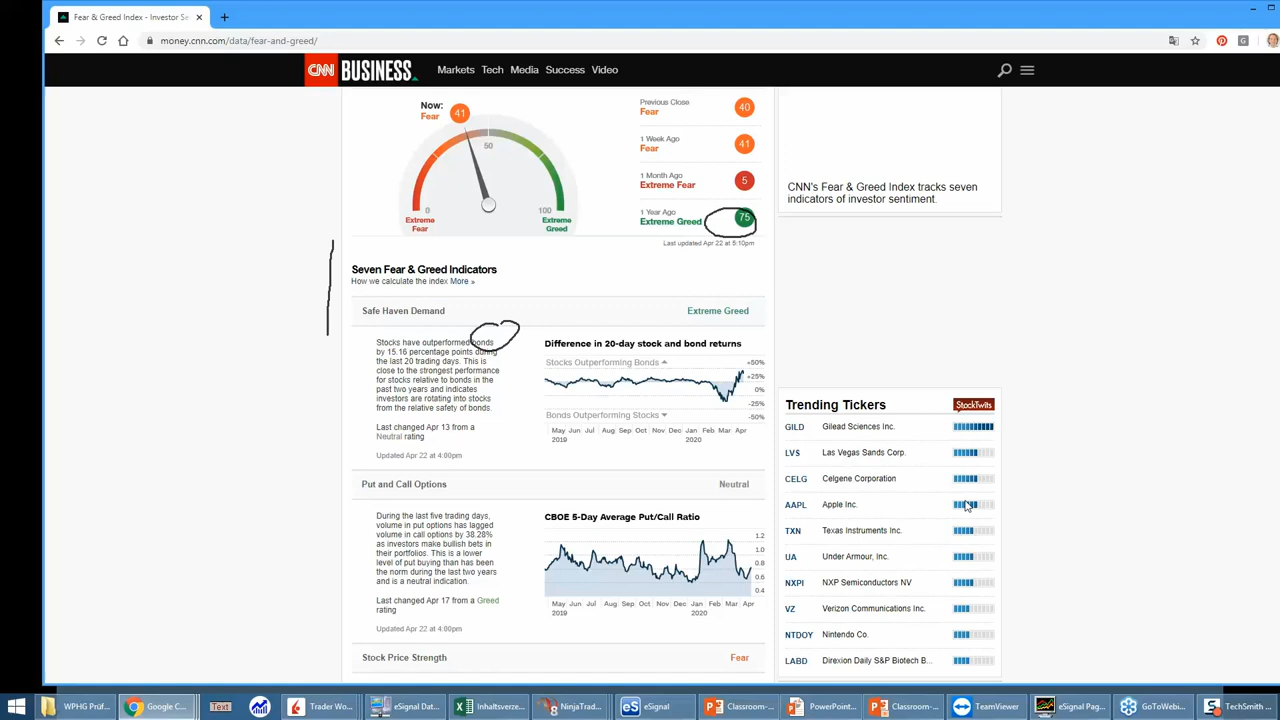 Fear & Greed Index - Investor Se
money.cnn.com/data/fear-and-greed/
CNN BUSINESS Markets Tech Media Success Video
Now:
Fear
41
50
0
100
Extreme
Fear
Extreme
Greed
Previous Close
Fear
40
1 Week Ago
Fear
41
1 Month Ago
Extreme Fear
5
1 Year Ago
Extreme Greed
75
Last updated Apr 22 at 5:10pm
CNN's Fear & Greed Index tracks seven
indicators of investor sentiment.
Seven Fear & Greed Indicators
How we calculate the index More »
Safe Haven Demand
Extreme Greed
Stocks have outperformed bonds
by 15.16 percentage points during
the last 20 trading days. This is
close to the strongest performance
for stocks relative to bonds in the
past two years and indicates
investors are rotating into stocks
from the relative safety of bonds.
Last changed Apr 13 from a
Neutral rating
Updated Apr 22 at 4:00pm
Difference in 20-day stock and bond returns
Stocks Outperforming Bonds
+50%
+25%
0%
-25%
-50%
Bonds Outperforming Stocks
May Jun Jul Aug Sep Oct Nov Dec Jan Feb Mar Apr
2019 2020
Put and Call Options
Neutral
During the last five trading days,
volume in put options has lagged
volume in call options by 38.28%
as investors make bullish bets in
their portfolios. This is a lower
level of put buying than has been
the norm during the last two years
and is a neutral indication.
Last changed Apr 17 from a Greed
rating
Updated Apr 22 at 4:00pm
CBOE 5-Day Average Put/Call Ratio
1.2
1.0
0.8
0.6
0.4
May Jun Jul Aug Sep Oct Nov Dec Jan Feb Mar Apr
2019 2020
Stock Price Strength
Fear
Trending Tickers
StockTwits
GILD Gilead Sciences Inc.
LVS Las Vegas Sands Corp.
CELG Celgene Corporation
AAPL Apple Inc.
TXN Texas Instruments Inc.
UA Under Armour, Inc.
NXPI NXP Semiconductors NV
VZ Verizon Communications Inc.
NTDOY Nintendo Co.
LABD Direxion Daily S&P Biotech B...
WPHG Prüf... Google C... Text Trader Wo... eSignal Dat... Inhaltsverze... NinjaTrad... eSignal Classroom-... PowerPoint... Classroom-... TeamViewer eSignal Pag... GoToWebi... TechSmith ...